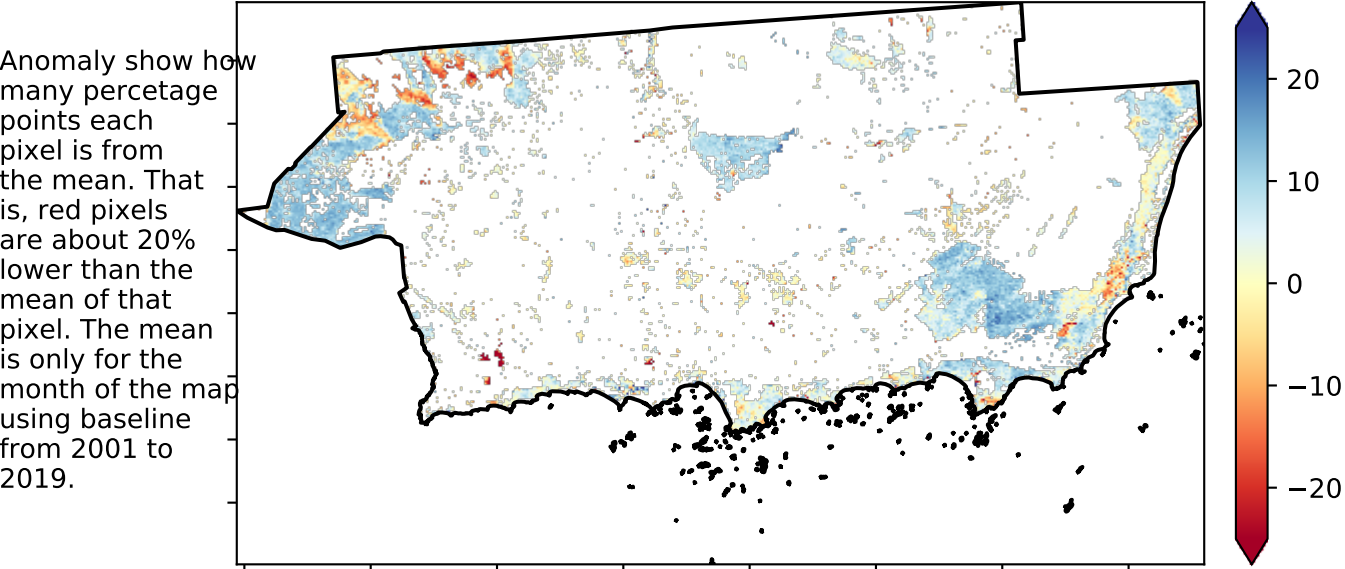 Anomaly show how
many percetage
points each
pixel is from
the mean. That
is, red pixels
are about 20%
lower than the
mean of that
pixel. The mean
is only for the
month of the map
using baseline
from 2001 to
2019.
20
10
0
−10
−20